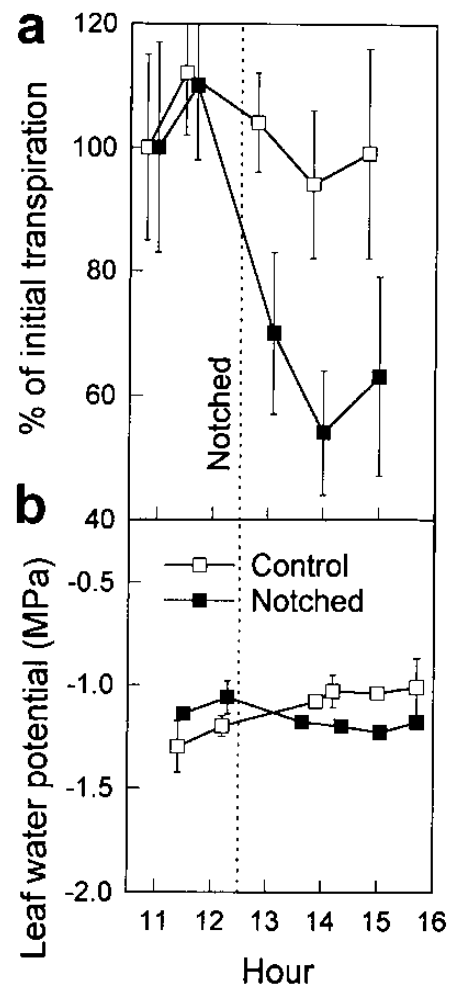 a
% of initial transpiration
120
100
80
60
40
Notched
b
Leaf water potential (MPa)
-0.5
-1.0
-1.5
-2.0
Control
Notched
11 12 13 14 15 16
Hour